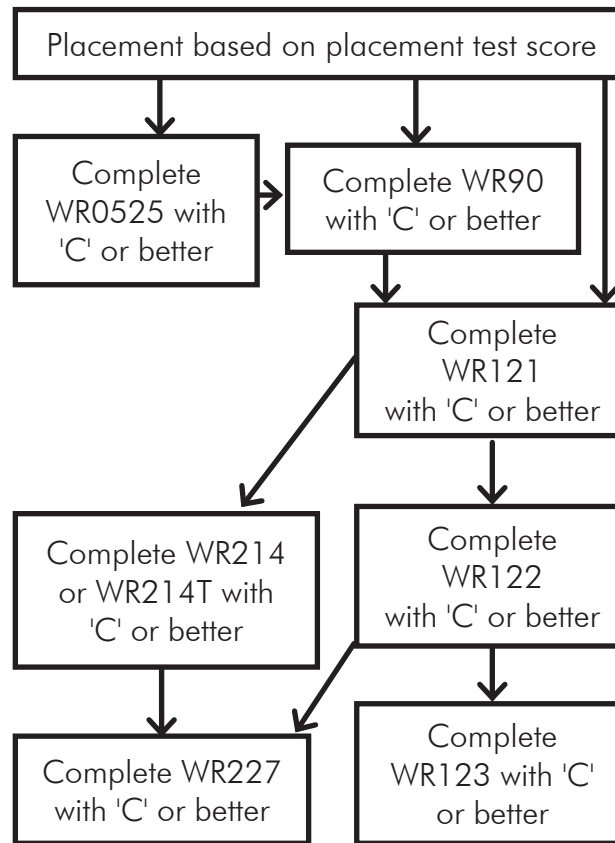 Placement based on placement test score
Complete
WR0525 with
'C' or better
Complete WR90
with 'C' or better
Complete
WR121
with 'C' or better
Complete WR214
or WR214T with
'C' or better
Complete
WR122
with 'C' or better
Complete WR227
with 'C' or better
Complete
WR123 with 'C'
or better